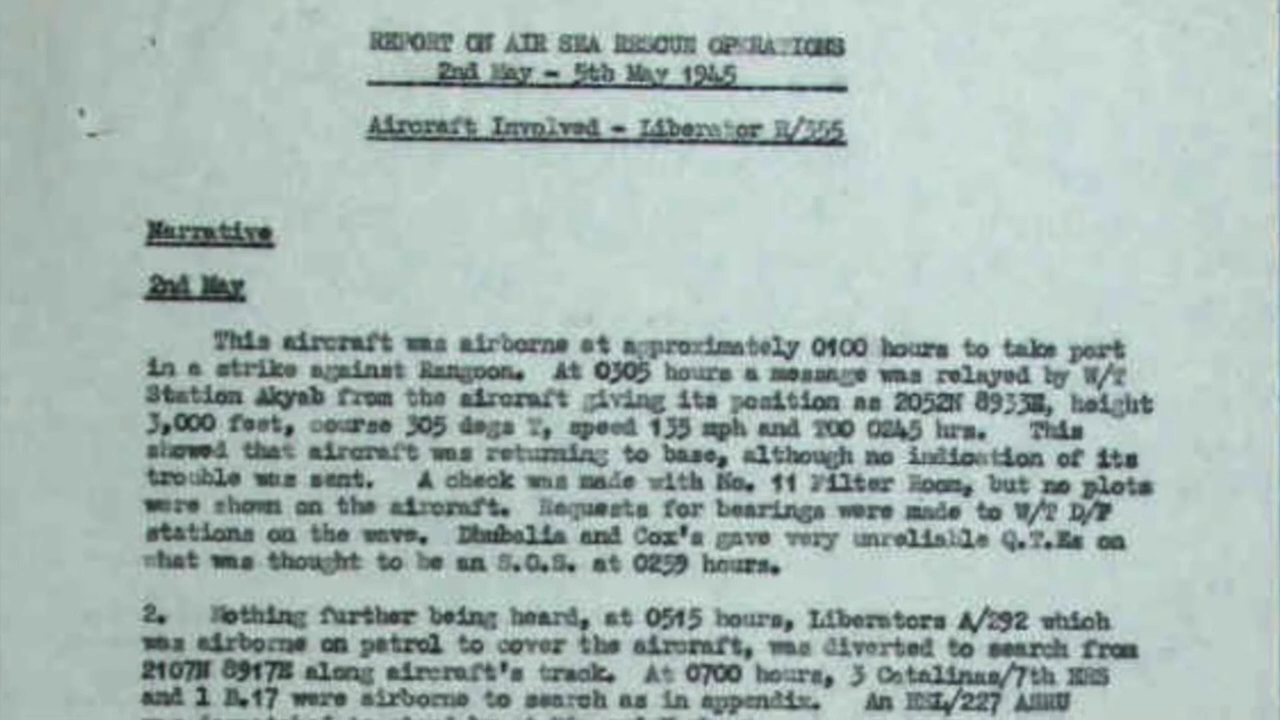 REPORT ON AIR SEA RESCUE OPERATIONS
2nd May - 5th May 1945
Aircraft Involved - Liberator R/355
Narrative
2nd May
This aircraft was airborne at approximately 0100 hours to take part
in a strike against Rangoon. At 0305 hours a message was relayed by W/T
Station Akyab from the aircraft giving its position as 2052N 8933E, height
3,000 feet, course 305 degs T, speed 135 mph and TOO 0245 hrs. This
showed that aircraft was returning to base, although no indication of its
trouble was sent. A check was made with No. 11 Filter Room, but no plots
were shown on the aircraft. Requests for bearings were made to W/T D/F
stations on the wave. Dhubalia and Cox's gave very unreliable Q.T.Es on
what was thought to be an S.O.S. at 0259 hours.
2. Nothing further being heard, at 0515 hours, Liberators A/292 which
was airborne on patrol to cover the aircraft, was diverted to search from
2107N 8917E along aircraft's track. At 0700 hours, 3 Catalinas/7th ERS
and 1 B.17 were airborne to search as in appendix. An HSL/227 ASRU